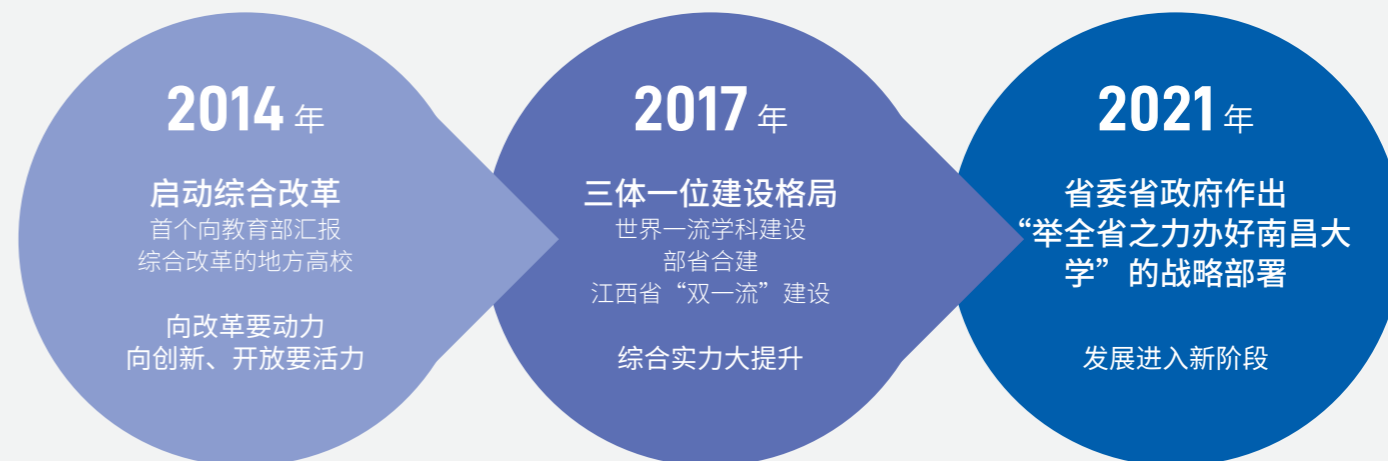 2014 年
启动综合改革
首个向教育部汇报
综合改革的地方高校
向改革要动力
向创新、开放要活力
2017 年
三体一位建设格局
世界一流学科建设
部省合建
江西省“双一流”建设
综合实力大提升
2021 年
省委省政府作出
“举全省之力办好南昌大
学”的战略部署
发展进入新阶段